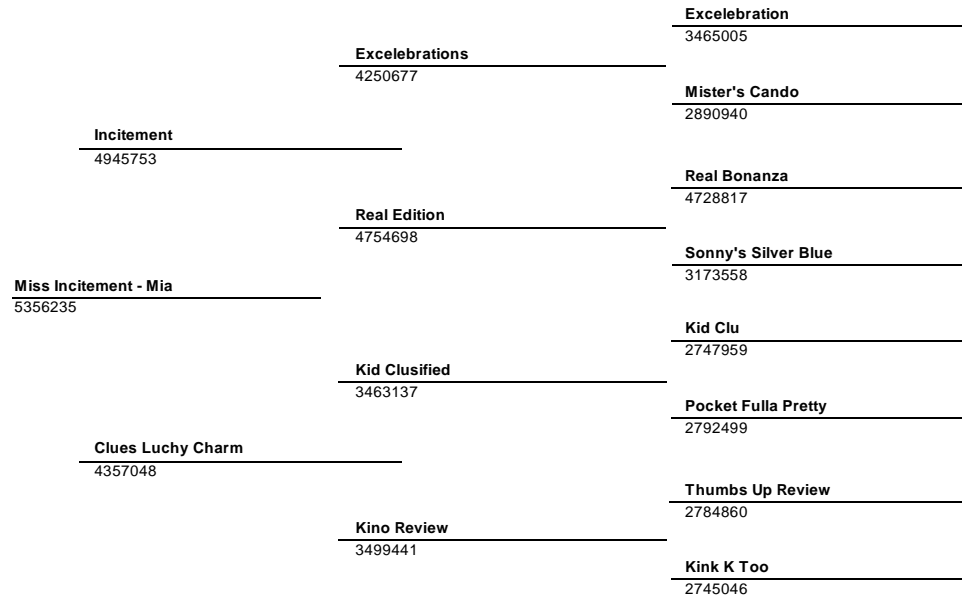 Excelebration
3465005
Excelebrations
4250677
Mister's Cando
2890940
Incitement
4945753
Real Bonanza
4728817
Real Edition
4754698
Sonny's Silver Blue
3173558
Miss Incitement - Mia
5356235
Kid Clu
2747959
Kid Clusified
3463137
Pocket Fulla Pretty
2792499
Clues Luchy Charm
4357048
Thumbs Up Review
2784860
Kino Review
3499441
Kink K Too
2745046